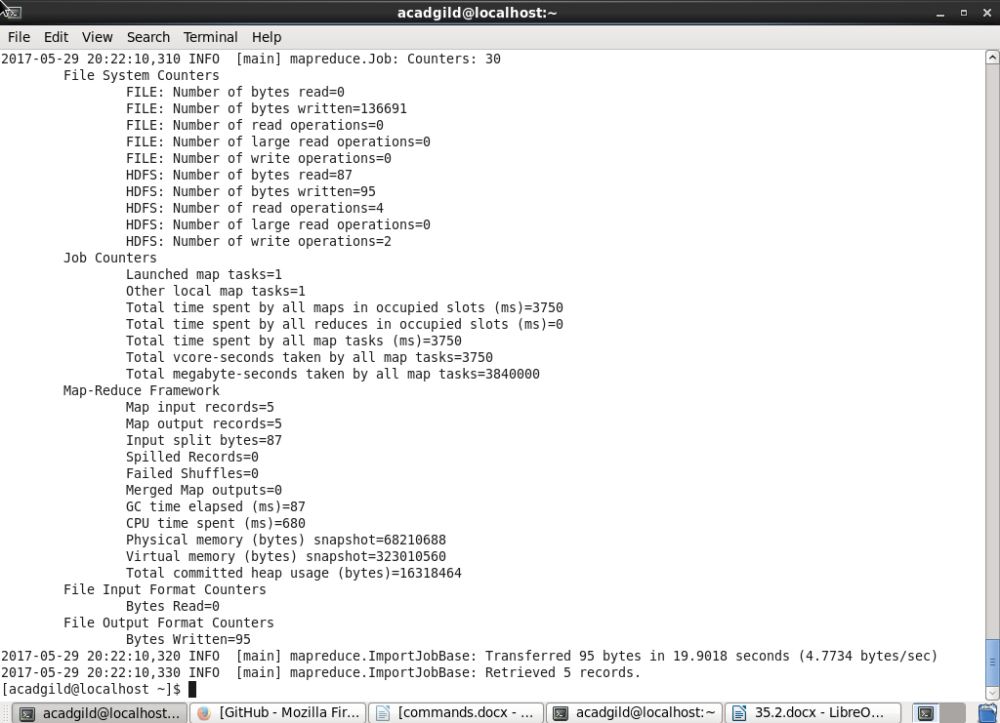 acadgild@localhost:~
File Edit View Search Terminal Help
2017-05-29 20:22:10,310 INFO  [main] mapreduce.Job: Counters: 30
File System Counters
FILE: Number of bytes read=0
FILE: Number of bytes written=136691
FILE: Number of read operations=0
FILE: Number of large read operations=0
FILE: Number of write operations=0
HDFS: Number of bytes read=87
HDFS: Number of bytes written=95
HDFS: Number of read operations=4
HDFS: Number of large read operations=0
HDFS: Number of write operations=2
Job Counters
Launched map tasks=1
Other local map tasks=1
Total time spent by all maps in occupied slots (ms)=3750
Total time spent by all reduces in occupied slots (ms)=0
Total time spent by all map tasks (ms)=3750
Total vcore-seconds taken by all map tasks=3750
Total megabyte-seconds taken by all map tasks=3840000
Map-Reduce Framework
Map input records=5
Map output records=5
Input split bytes=87
Spilled Records=0
Failed Shuffles=0
Merged Map outputs=0
GC time elapsed (ms)=87
CPU time spent (ms)=680
Physical memory (bytes) snapshot=68210688
Virtual memory (bytes) snapshot=323010560
Total committed heap usage (bytes)=16318464
File Input Format Counters
Bytes Read=0
File Output Format Counters
Bytes Written=95
2017-05-29 20:22:10,320 INFO  [main] mapreduce.ImportJobBase: Transferred 95 bytes in 19.9018 seconds (4.7734 bytes/sec)
2017-05-29 20:22:10,330 INFO  [main] mapreduce.ImportJobBase: Retrieved 5 records.
[acadgild@localhost ~]$
acadgild@localhost:... [GitHub - Mozilla Fir... [commands.docx - ... acadgild@localhost:~ 35.2.docx - LibreO...